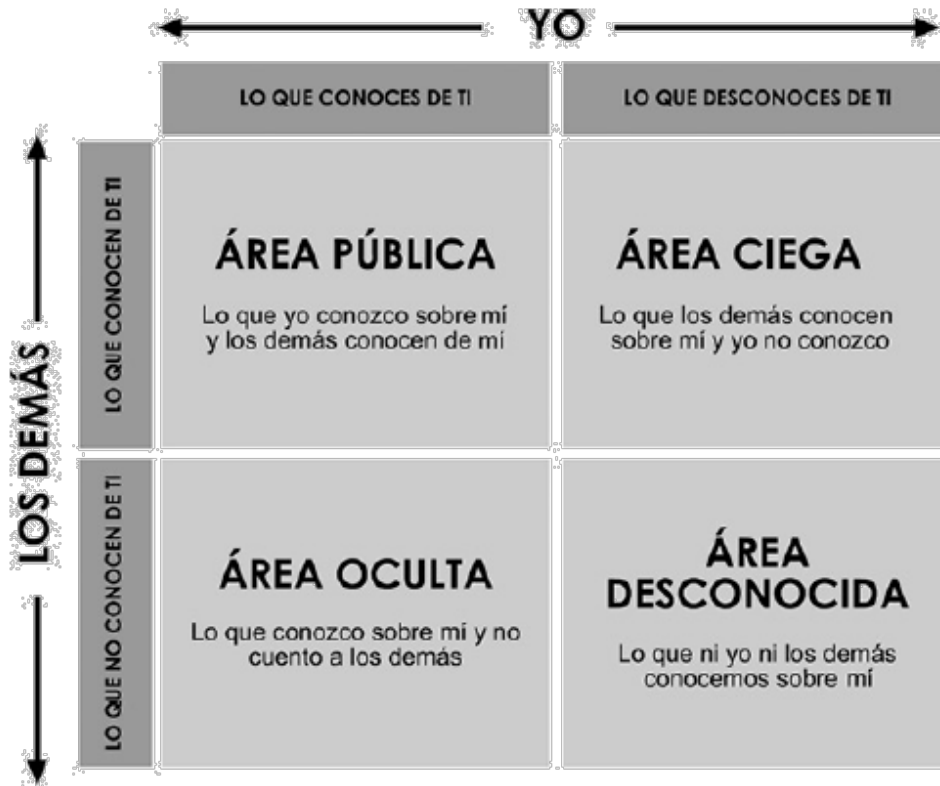 YO
LO QUE CONOCES DE TI
LO QUE DESCONOCES DE TI
LOS DEMÁS
LO QUE CONOCEN DE TI
ÁREA PÚBLICA
Lo que yo conozco sobre mí
y los demás conocen de mí
ÁREA CIEGA
Lo que los demás conocen
sobre mí y yo no conozco
LO QUE NO CONOCEN DE TI
ÁREA OCULTA
Lo que conozco sobre mí y no
cuento a los demás
ÁREA
DESCONOCIDA
Lo que ni yo ni los demás
conocemos sobre mí